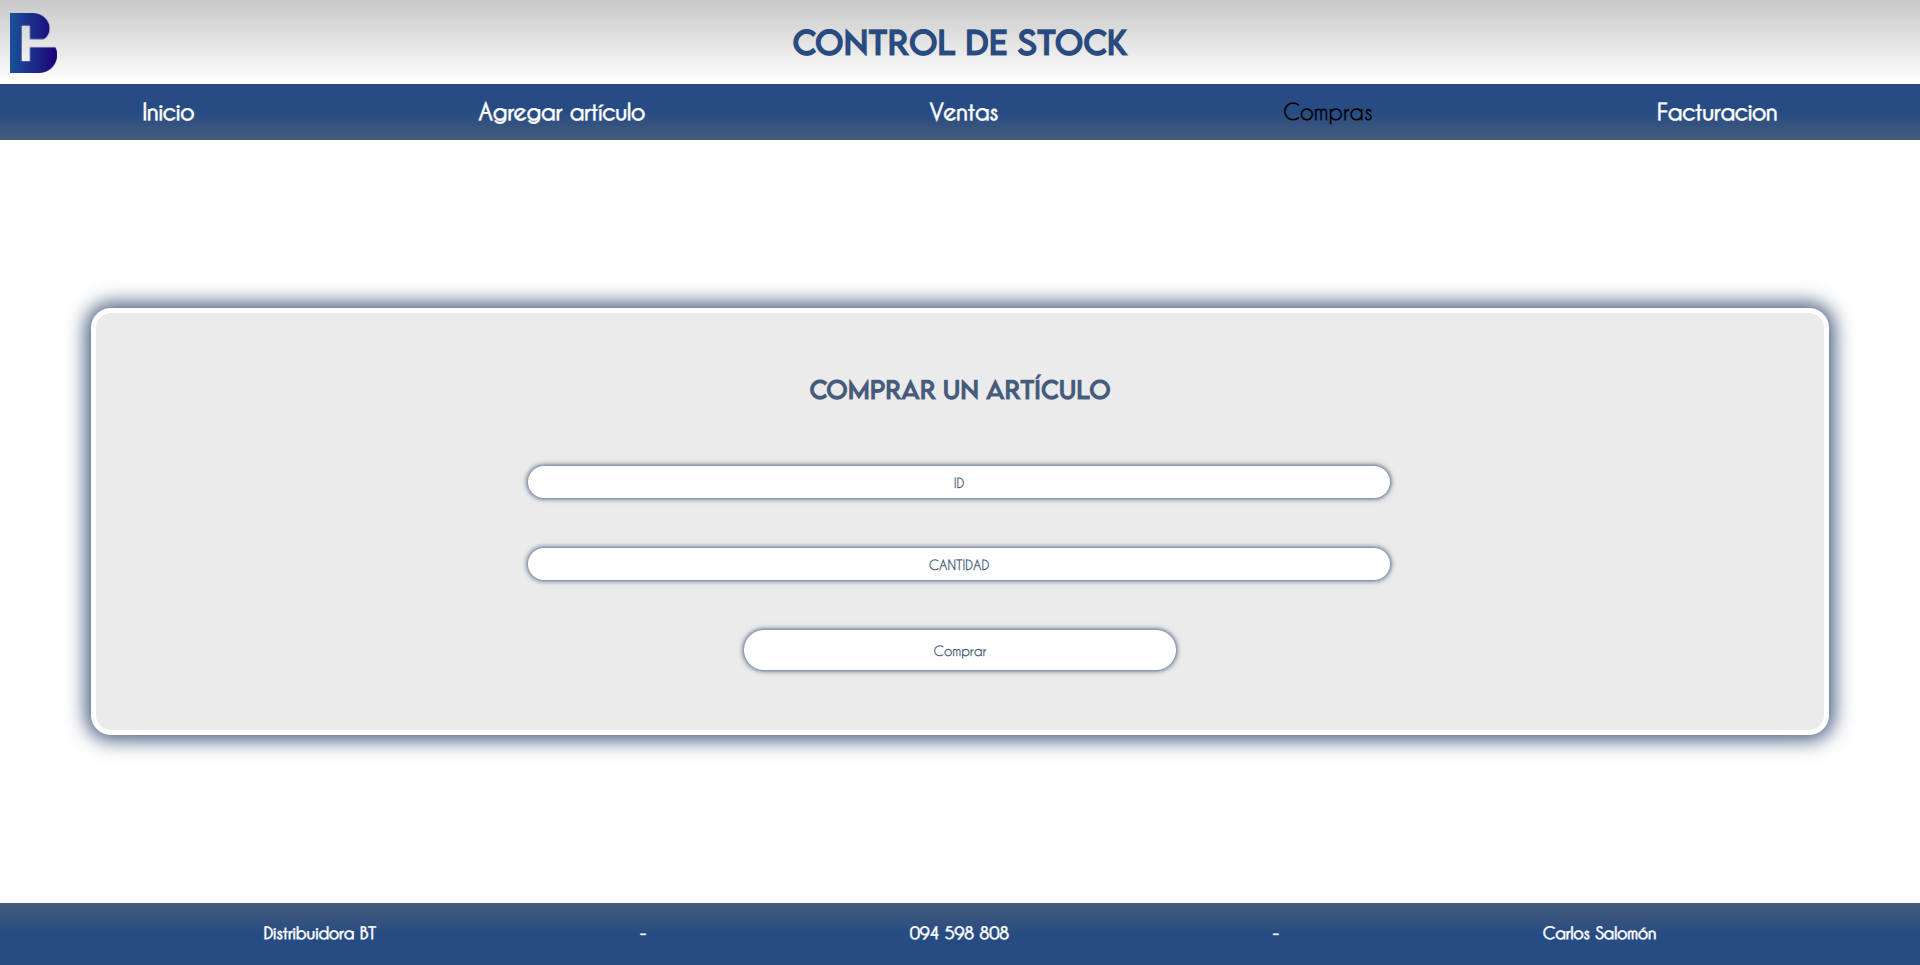 CONTROL DE STOCK
Inicio Agregar artículo Ventas Compras Facturacion
COMPRAR UN ARTÍCULO
ID
CANTIDAD
Comprar
Distribuidora BT - 094 598 808 - Carlos Salomón